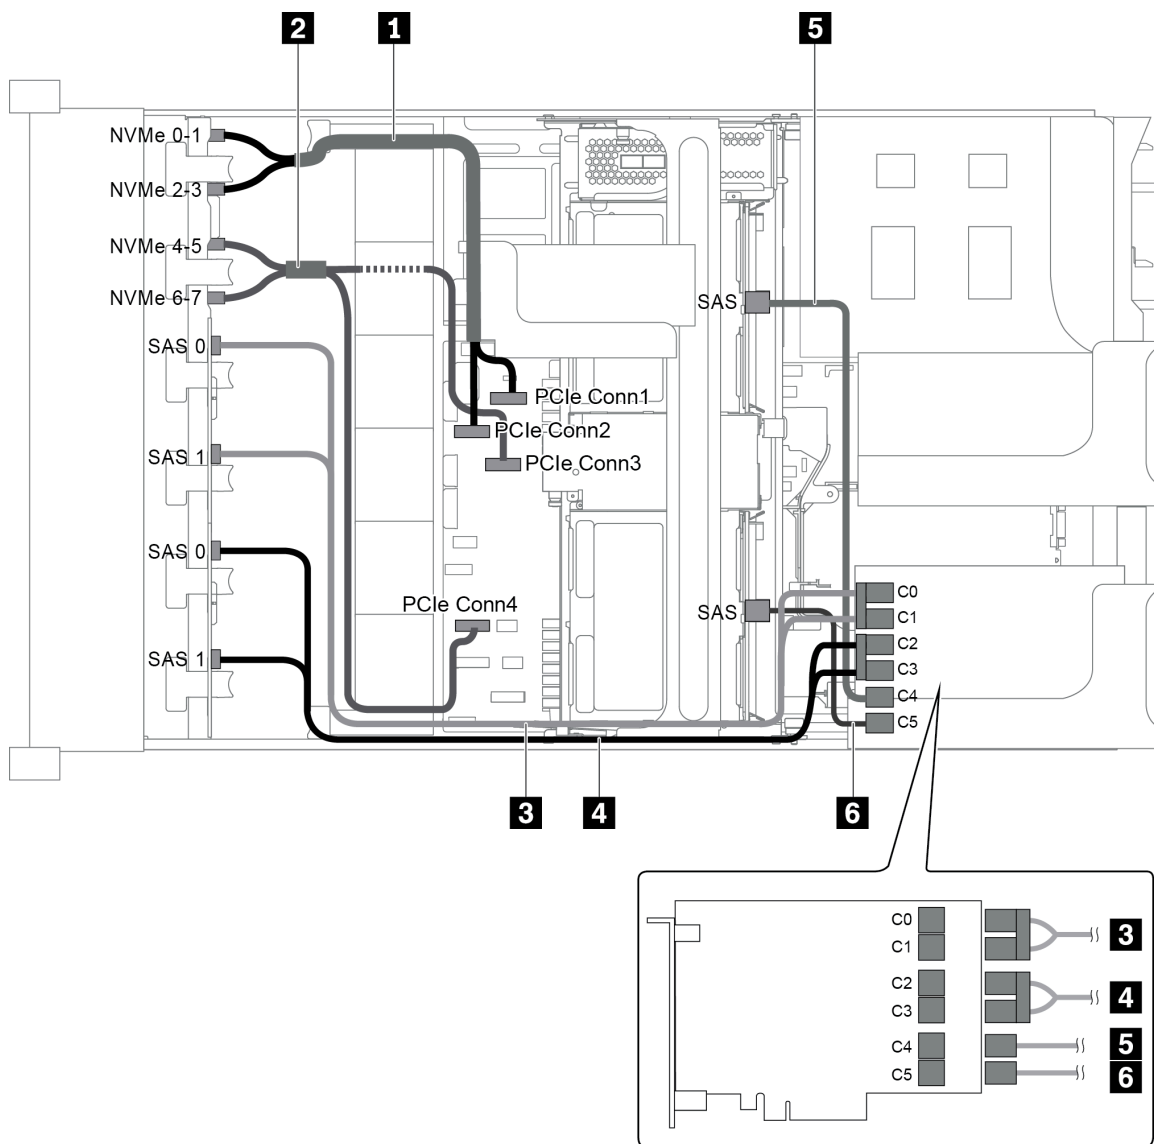 2 1 5
NVMe 0-1
NVMe 2-3
NVMe 4-5
NVMe 6-7
SAS
SAS 0
PCIe Conn1
PCIe Conn2
SAS 1
PCIe Conn3
SAS 0
C0
PCIe Conn4
SAS
C1
C2
SAS 1
C3
C4
C5
3 4 6
C0
3
C1
C2
4
C3
C4
5
C5
6